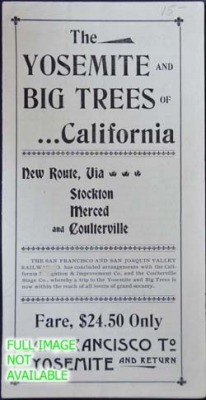 15-
The
YOSEMITE AND
BIG TREES OF
...California
New Route, Via
Stockton
Merced
and Coulterville
THE SAN FRANCISCO AND SAN JOAQUIN VALLEY
RAILWAY has concluded arrangements with the Cali-
fornia Navigation & Improvement Co. and the Coulterville
Stage Co., whereby a trip to the Yosemite and Big Trees is
now within the reach of all lovers of grand scenery.
Fare, $24.50 Only
FRANCISCO TO
YOSEMITE AND RETURN
FULL IMAGE
NOT
AVAILABLE